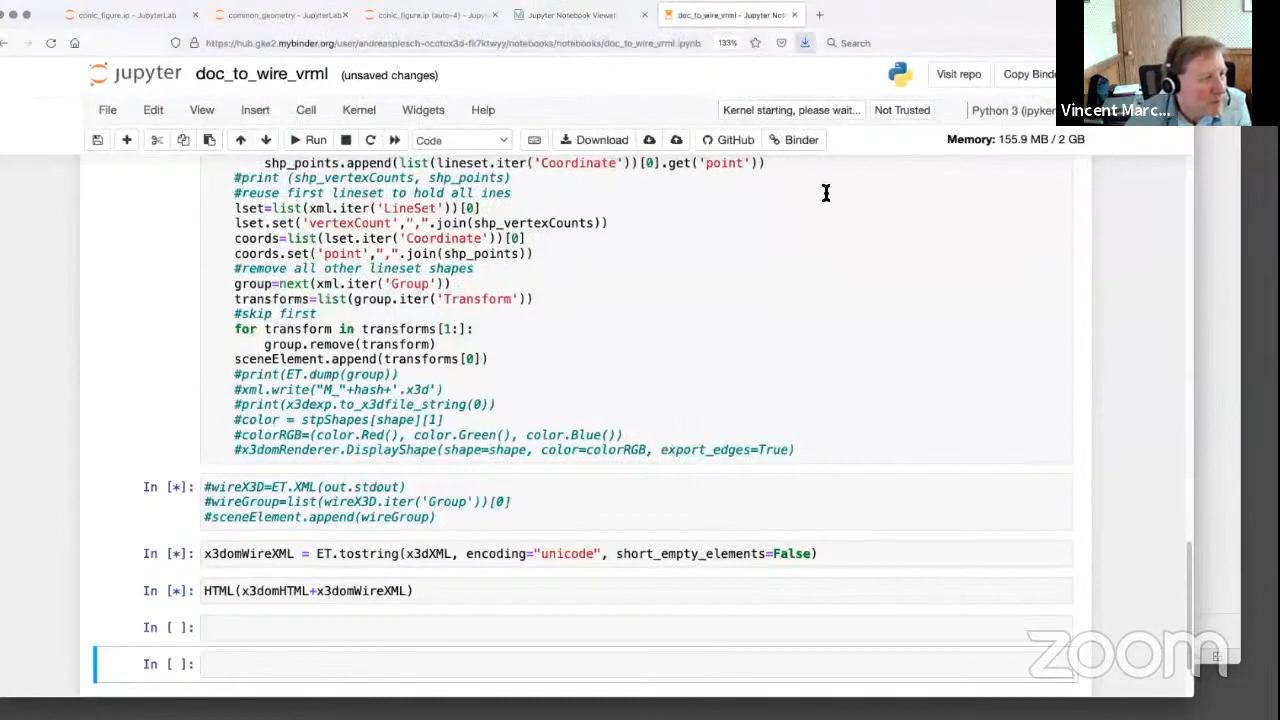 conic_figure.ip - JupyterLab
common_geometry - JupyterLab
conic_figure.ip (auto-4) - JupyterL
Jupyter Notebook Viewer
doc_to_wire_vrml - Jupyter Not
https://hub.gke2.mybinder.org/user/andreasplesch-occtox3d-fk7ktwyy/notebooks/notebooks/doc_to_wire_vrml.ipynb
133%
Search
jupyter doc_to_wire_vrml (unsaved changes)
Visit repo
Copy Bind
Vincent Marc...
File Edit View Insert Cell Kernel Widgets Help
Kernel starting, please wait... Not Trusted Python 3 (ipyker
Run Code Download GitHub Binder Memory: 155.9 MB / 2 GB
shp_points.append(list(lineset.iter('Coordinate'))[0].get('point'))
#print (shp_vertexCounts, shp_points)
#reuse first lineset to hold all ines
lset=list(xml.iter('LineSet'))[0]
lset.set('vertexCount',",".join(shp_vertexCounts))
coords=list(lset.iter('Coordinate'))[0]
coords.set('point',",".join(shp_points))
#remove all other lineset shapes
group=next(xml.iter('Group'))
transforms=list(group.iter('Transform'))
#skip first
for transform in transforms[1:]:
group.remove(transform)
sceneElement.append(transforms[0])
#print(ET.dump(group))
#xml.write("M_"+hash+'.x3d')
#print(x3dexp.to_x3dfile_string(0))
#color = stpShapes[shape][1]
#colorRGB=(color.Red(), color.Green(), color.Blue())
#x3domRenderer.DisplayShape(shape=shape, color=colorRGB, export_edges=True)
In [*]: #wireX3D=ET.XML(out.stdout)
#wireGroup=list(wireX3D.iter('Group'))[0]
#sceneElement.append(wireGroup)
In [*]: x3domWireXML = ET.tostring(x3dXML, encoding="unicode", short_empty_elements=False)
In [*]: HTML(x3domHTML+x3domWireXML)
In [ ]:
In [ ]:
zoom